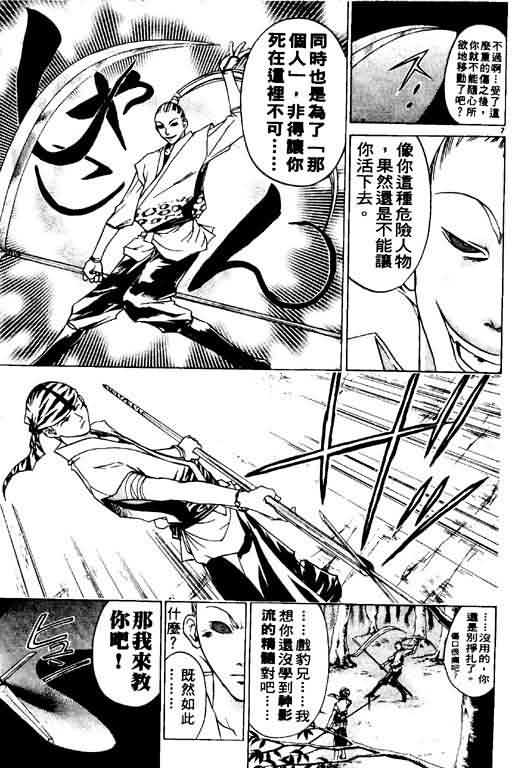 不過啊…受了這
麼重的傷之後，
你就不能隨心所
欲地移動了吧？
7
像你這種危險人物
，果然還是不能讓
你活下去。
同時也是為了「那
個人」，非得讓你
死在這裡
不可……
……沒用的，你
還是別掙扎了
傷口很痛吧……
……戲豹兄…我
想你還沒學到神影
流的精髓對吧……
什麼？
……既然如此
那我來教
你吧！